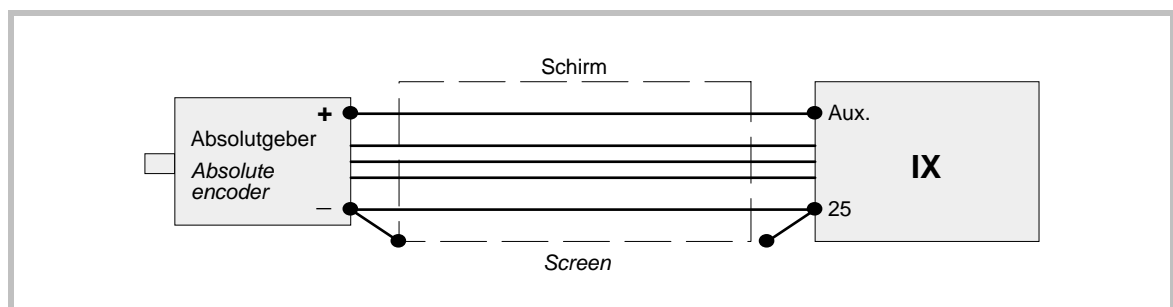 Schirm
+
Aux.
Absolutgeber
Absolute
encoder
IX
–
25
Screen